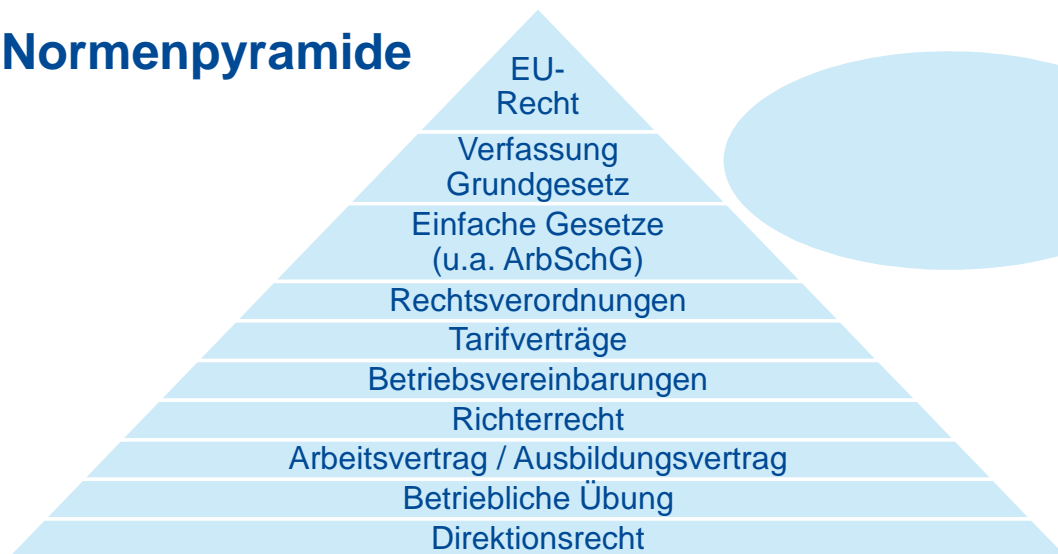 Normenpyramide
EU-
Recht
Verfassung
Grundgesetz
Einfache Gesetze
(u.a. ArbSchG)
Rechtsverordnungen
Tarifverträge
Betriebsvereinbarungen
Richterrecht
Arbeitsvertrag / Ausbildungsvertrag
Betriebliche Übung
Direktionsrecht